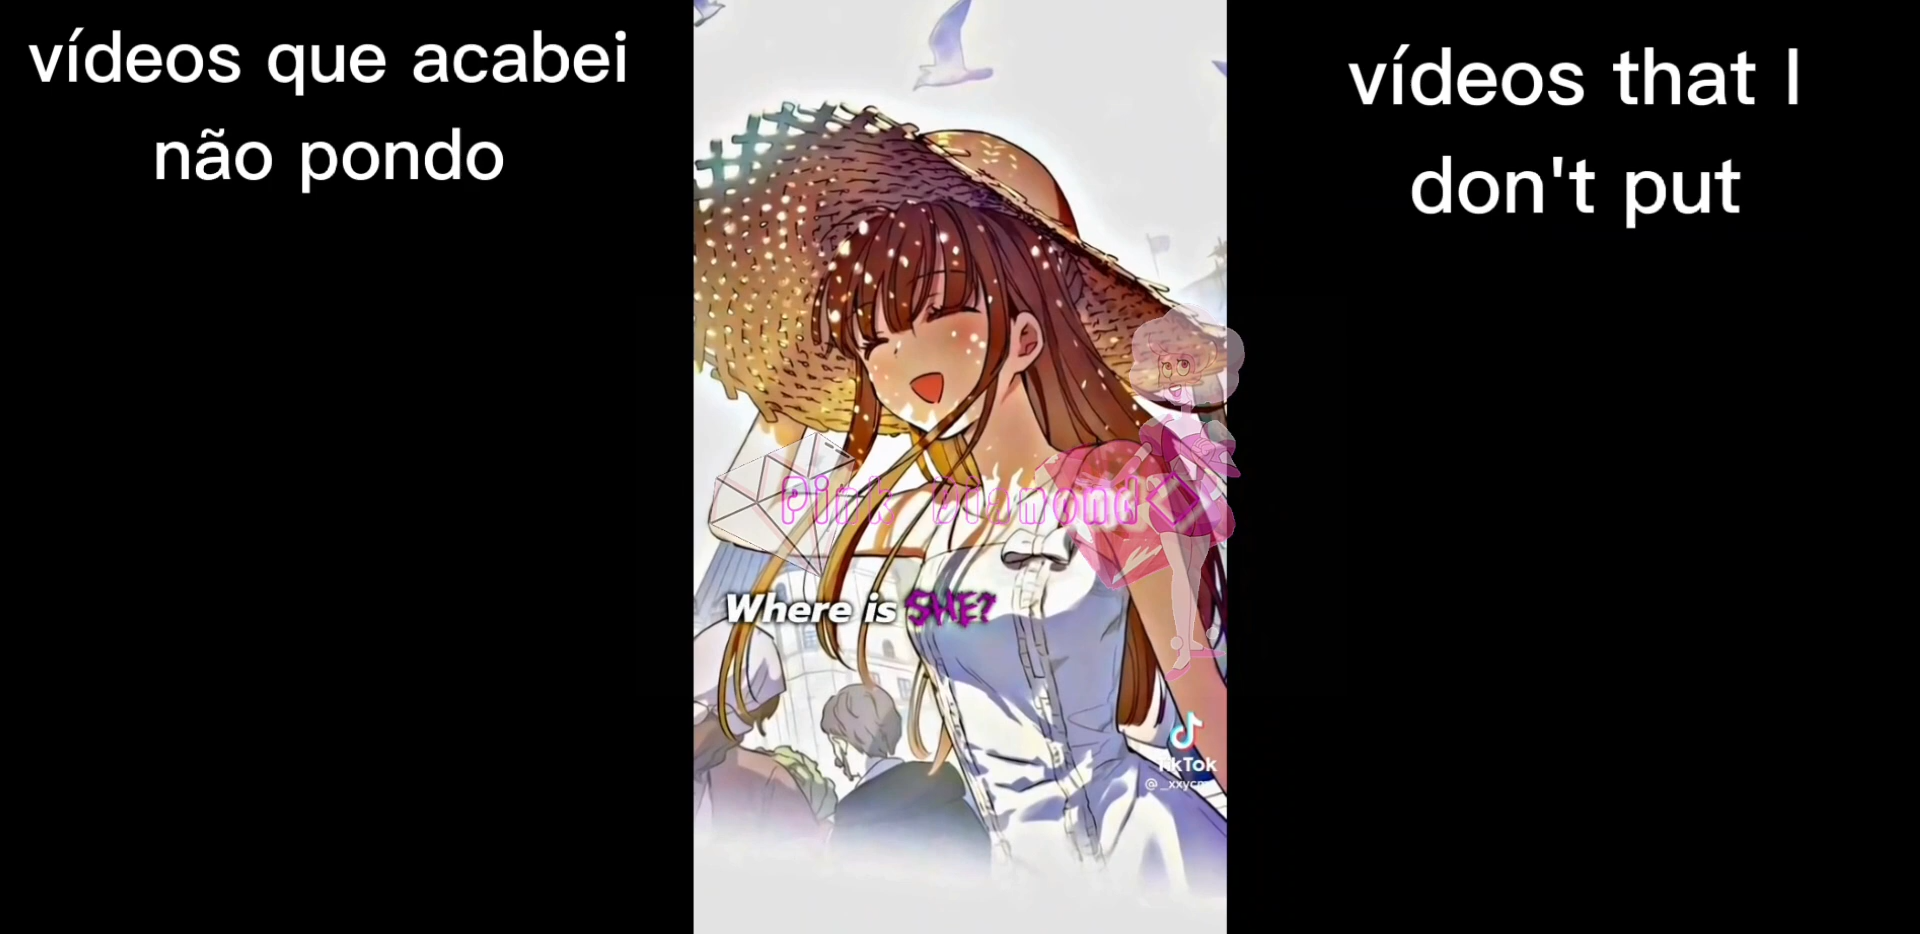 vídeos que acabei
não pondo
vídeos that I
don't put
Pink Diamond
Where is SHE?
TikTok